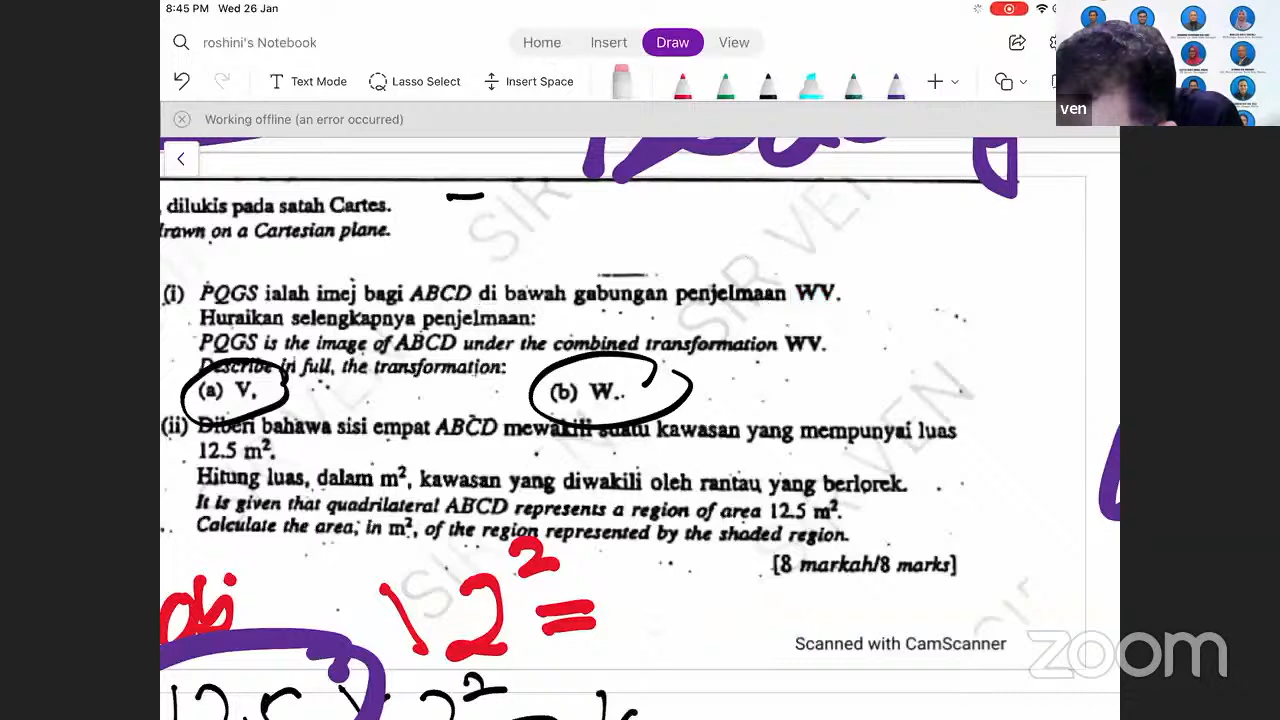 8:45 PM Wed 26 Jan
roshini's Notebook
Home Insert Draw View
Text Mode Lasso Select Insert Space
ven
Working offline (an error occurred)
dilukis pada satah Cartes.
drawn on a Cartesian plane.
(i) PQGS ialah imej bagi ABCD di bawah gabungan penjelmaan WV.
Huraikan selengkapnya penjelmaan:
PQGS is the image of ABCD under the combined transformation WV.
Describe in full, the transformation:
(a) V. (b) W.
(ii) Diberi bahawa sisi empat ABCD mewakili suatu kawasan yang mempunyai luas
12.5 m².
Hitung luas, dalam m², kawasan yang diwakili oleh rantau yang berlorek.
It is given that quadrilateral ABCD represents a region of area 12.5 m².
Calculate the area, in m², of the region represented by the shaded region.
[8 markah/8 marks]
SIR VEN
Scanned with CamScanner
zoom